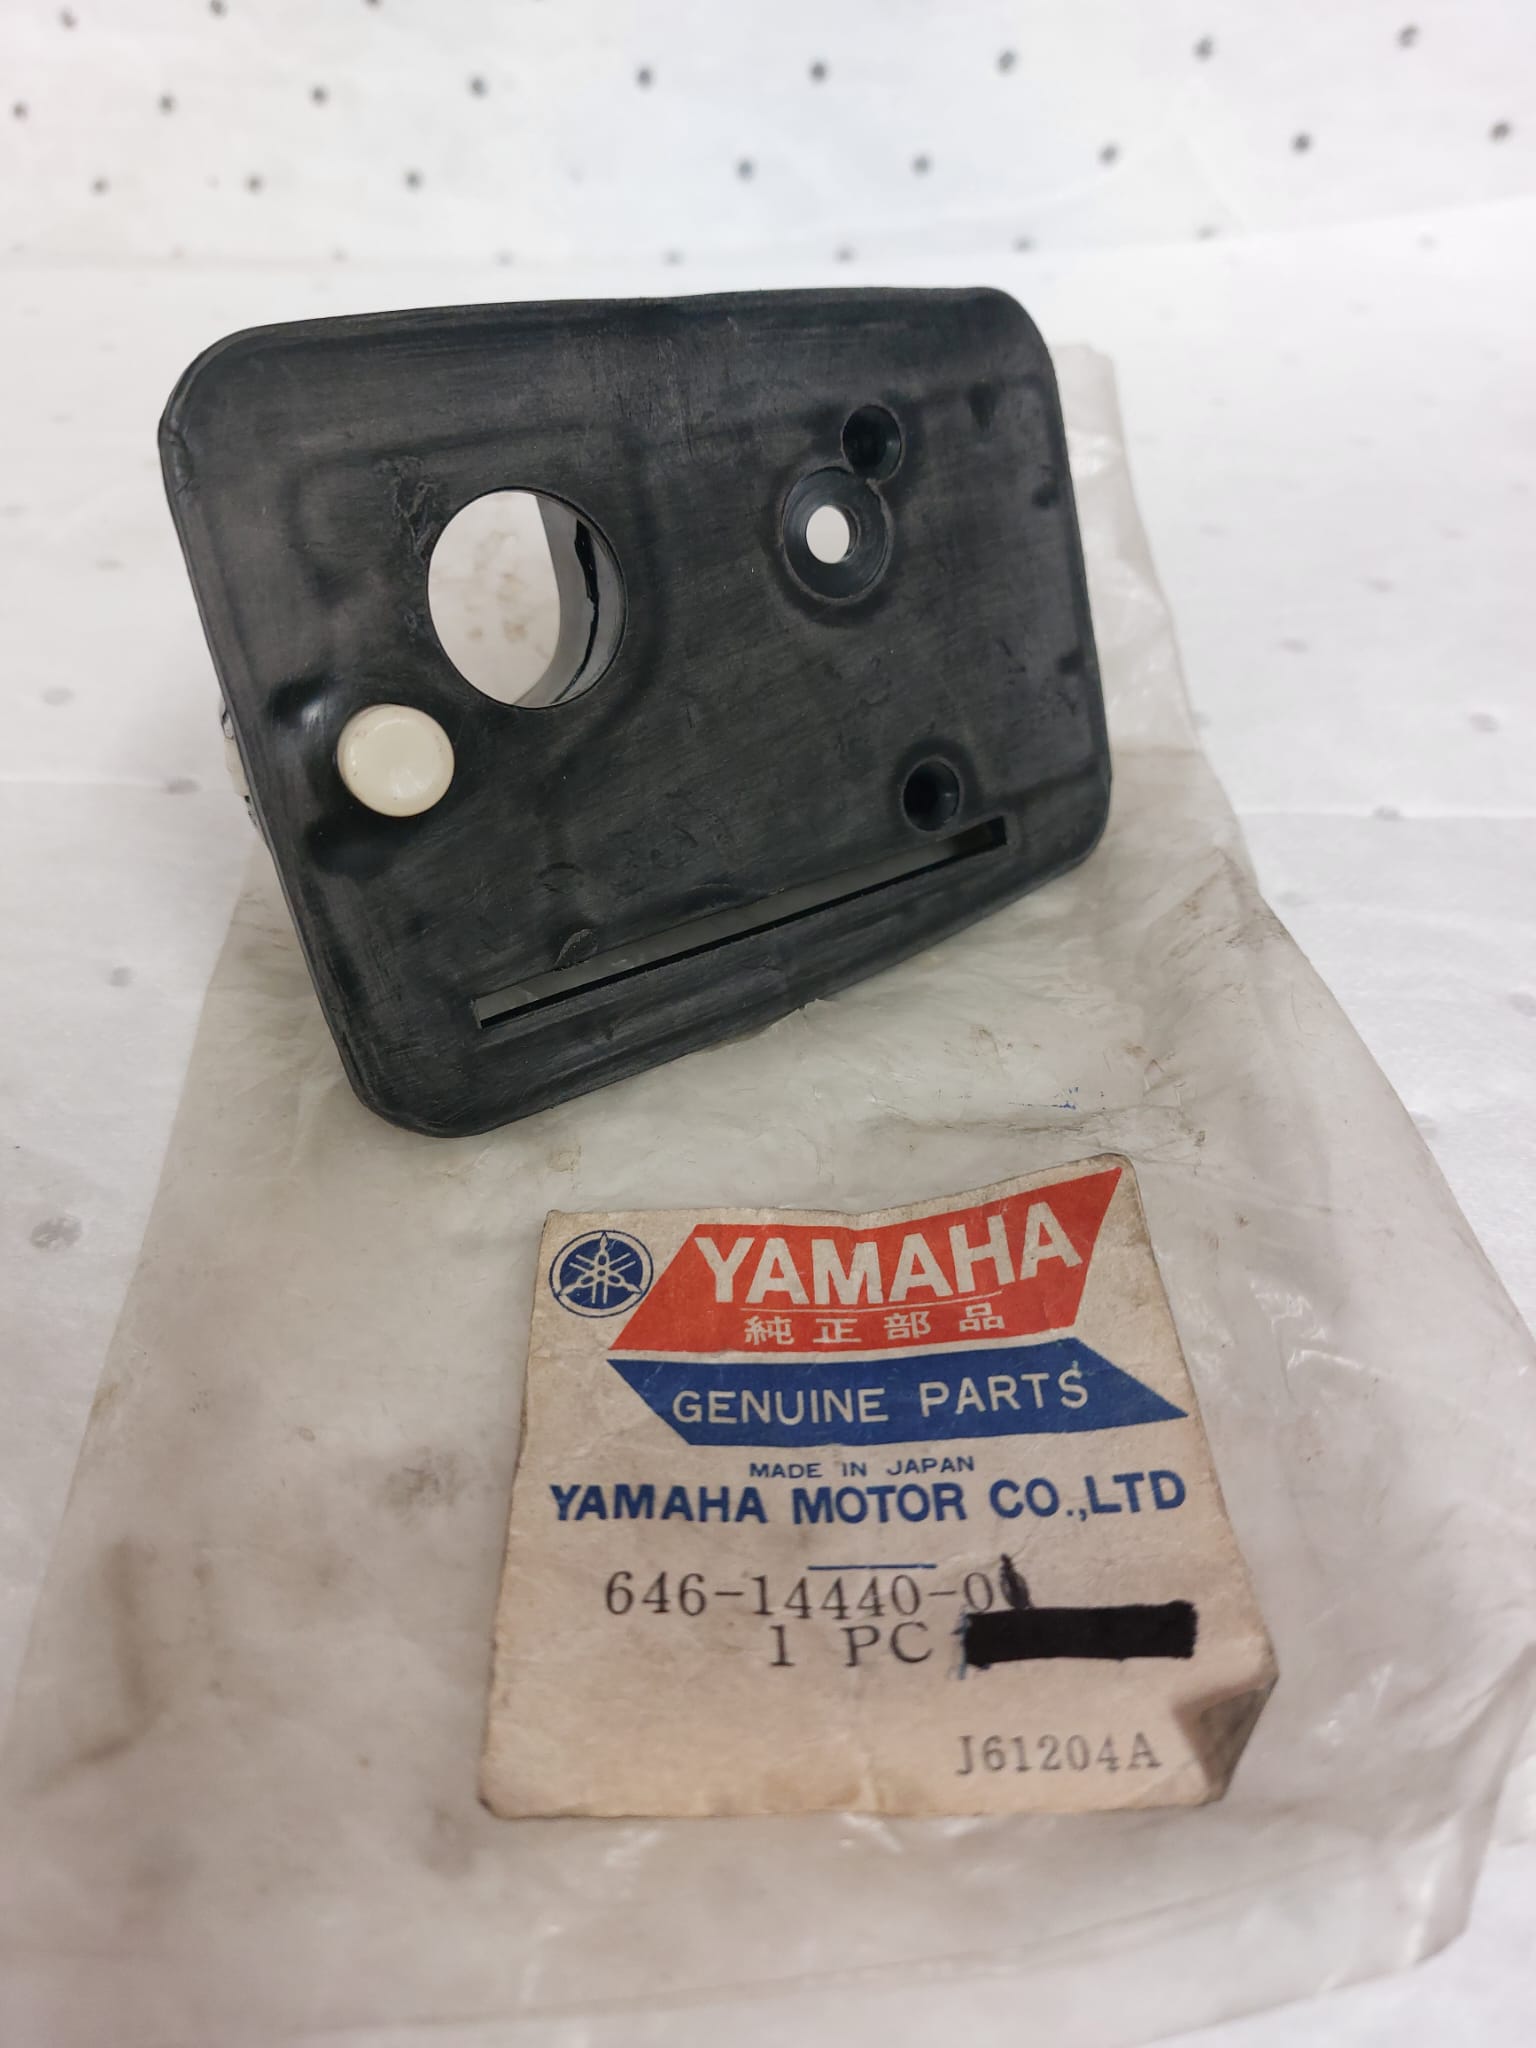 YAMAHA
純正部品
GENUINE PARTS
MADE IN JAPAN
YAMAHA MOTOR CO.,LTD
646-14440-0
1 PC
J61204A